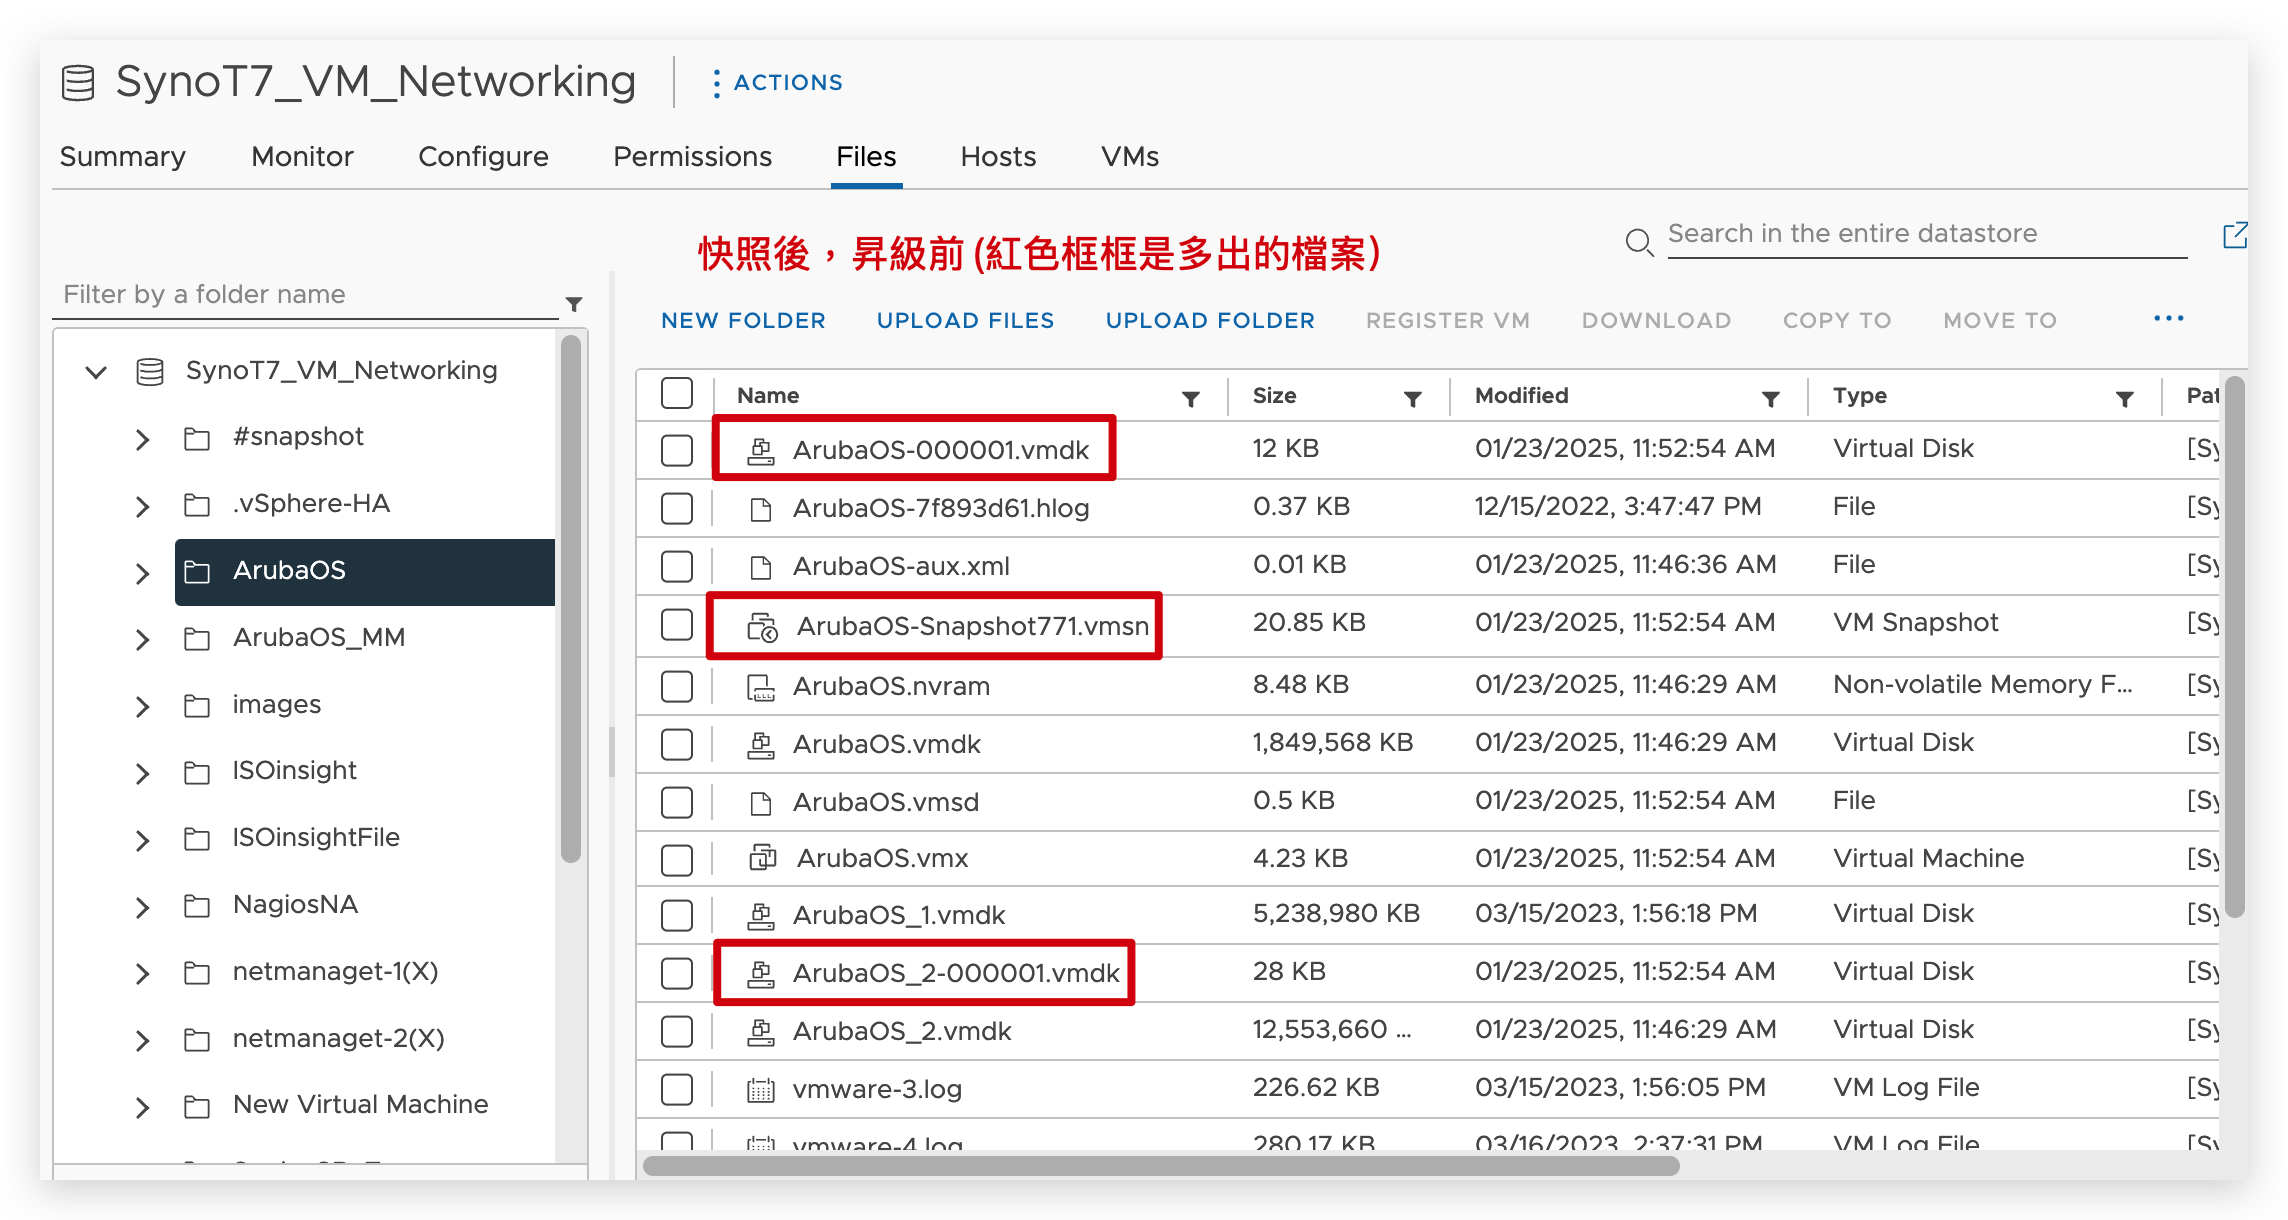 SynoT7_VM_Networking
ACTIONS
Summary Monitor Configure Permissions Files Hosts VMs
快照後，昇級前 (紅色框框是多出的檔案)
Search in the entire datastore
Filter by a folder name
NEW FOLDER UPLOAD FILES UPLOAD FOLDER REGISTER VM DOWNLOAD COPY TO MOVE TO ...
SynoT7_VM_Networking
#snapshot
.vSphere-HA
ArubaOS
ArubaOS_MM
images
ISOinsight
ISOinsightFile
NagiosNA
netmanaget-1(X)
netmanaget-2(X)
New Virtual Machine
Name Size Modified Type
ArubaOS-000001.vmdk 12 KB 01/23/2025, 11:52:54 AM Virtual Disk [Sy
ArubaOS-7f893d61.hlog 0.37 KB 12/15/2022, 3:47:47 PM File [Sy
ArubaOS-aux.xml 0.01 KB 01/23/2025, 11:46:36 AM File [Sy
ArubaOS-Snapshot771.vmsn 20.85 KB 01/23/2025, 11:52:54 AM VM Snapshot [Sy
ArubaOS.nvram 8.48 KB 01/23/2025, 11:46:29 AM Non-volatile Memory F... [Sy
ArubaOS.vmdk 1,849,568 KB 01/23/2025, 11:46:29 AM Virtual Disk [Sy
ArubaOS.vmsd 0.5 KB 01/23/2025, 11:52:54 AM File [Sy
ArubaOS.vmx 4.23 KB 01/23/2025, 11:52:54 AM Virtual Machine [Sy
ArubaOS_1.vmdk 5,238,980 KB 03/15/2023, 1:56:18 PM Virtual Disk [Sy
ArubaOS_2-000001.vmdk 28 KB 01/23/2025, 11:52:54 AM Virtual Disk [Sy
ArubaOS_2.vmdk 12,553,660 ... 01/23/2025, 11:46:29 AM Virtual Disk [Sy
vmware-3.log 226.62 KB 03/15/2023, 1:56:05 PM VM Log File [Sy
vmware-4.log 280.17 KB 03/16/2023, 2:37:31 PM VM Log File [Sy